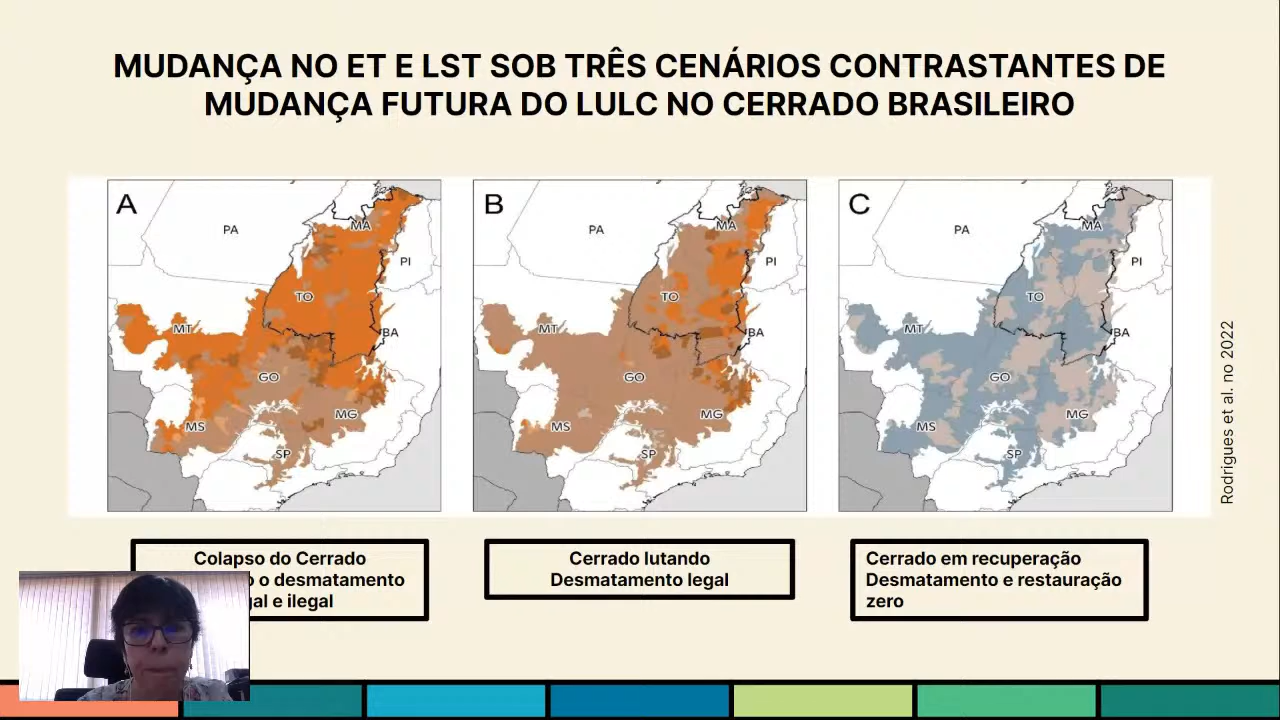 MUDANÇA NO ET E LST SOB TRÊS CENÁRIOS CONTRASTANTES DE
MUDANÇA FUTURA DO LULC NO CERRADO BRASILEIRO
A
PA
MA
PI
TO
MT
BA
GO
MG
MS
SP
B
PA
MA
PI
TO
MT
BA
GO
MG
MS
SP
C
PA
MA
PI
TO
MT
BA
GO
MG
MS
SP
Rodrigues et al. no 2022
Colapso do Cerrado
o desmatamento
e ilegal
Cerrado lutando
Desmatamento legal
Cerrado em recuperação
Desmatamento e restauração
zero